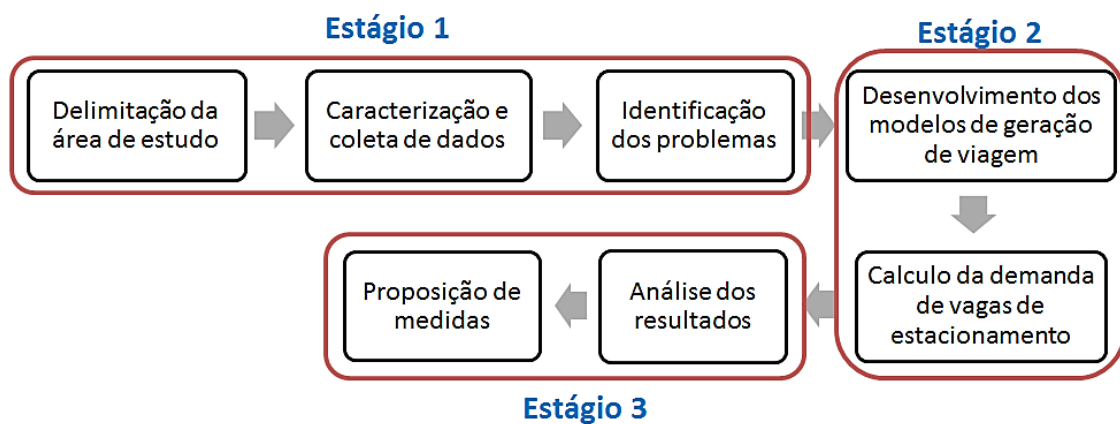 Estágio 1
Delimitação da
área de estudo
Caracterização e
coleta de dados
Identificação
dos problemas
Estágio 2
Desenvolvimento dos
modelos de geração
de viagem
Calculo da demanda
de vagas de
estacionamento
Análise dos
resultados
Proposição de
medidas
Estágio 3